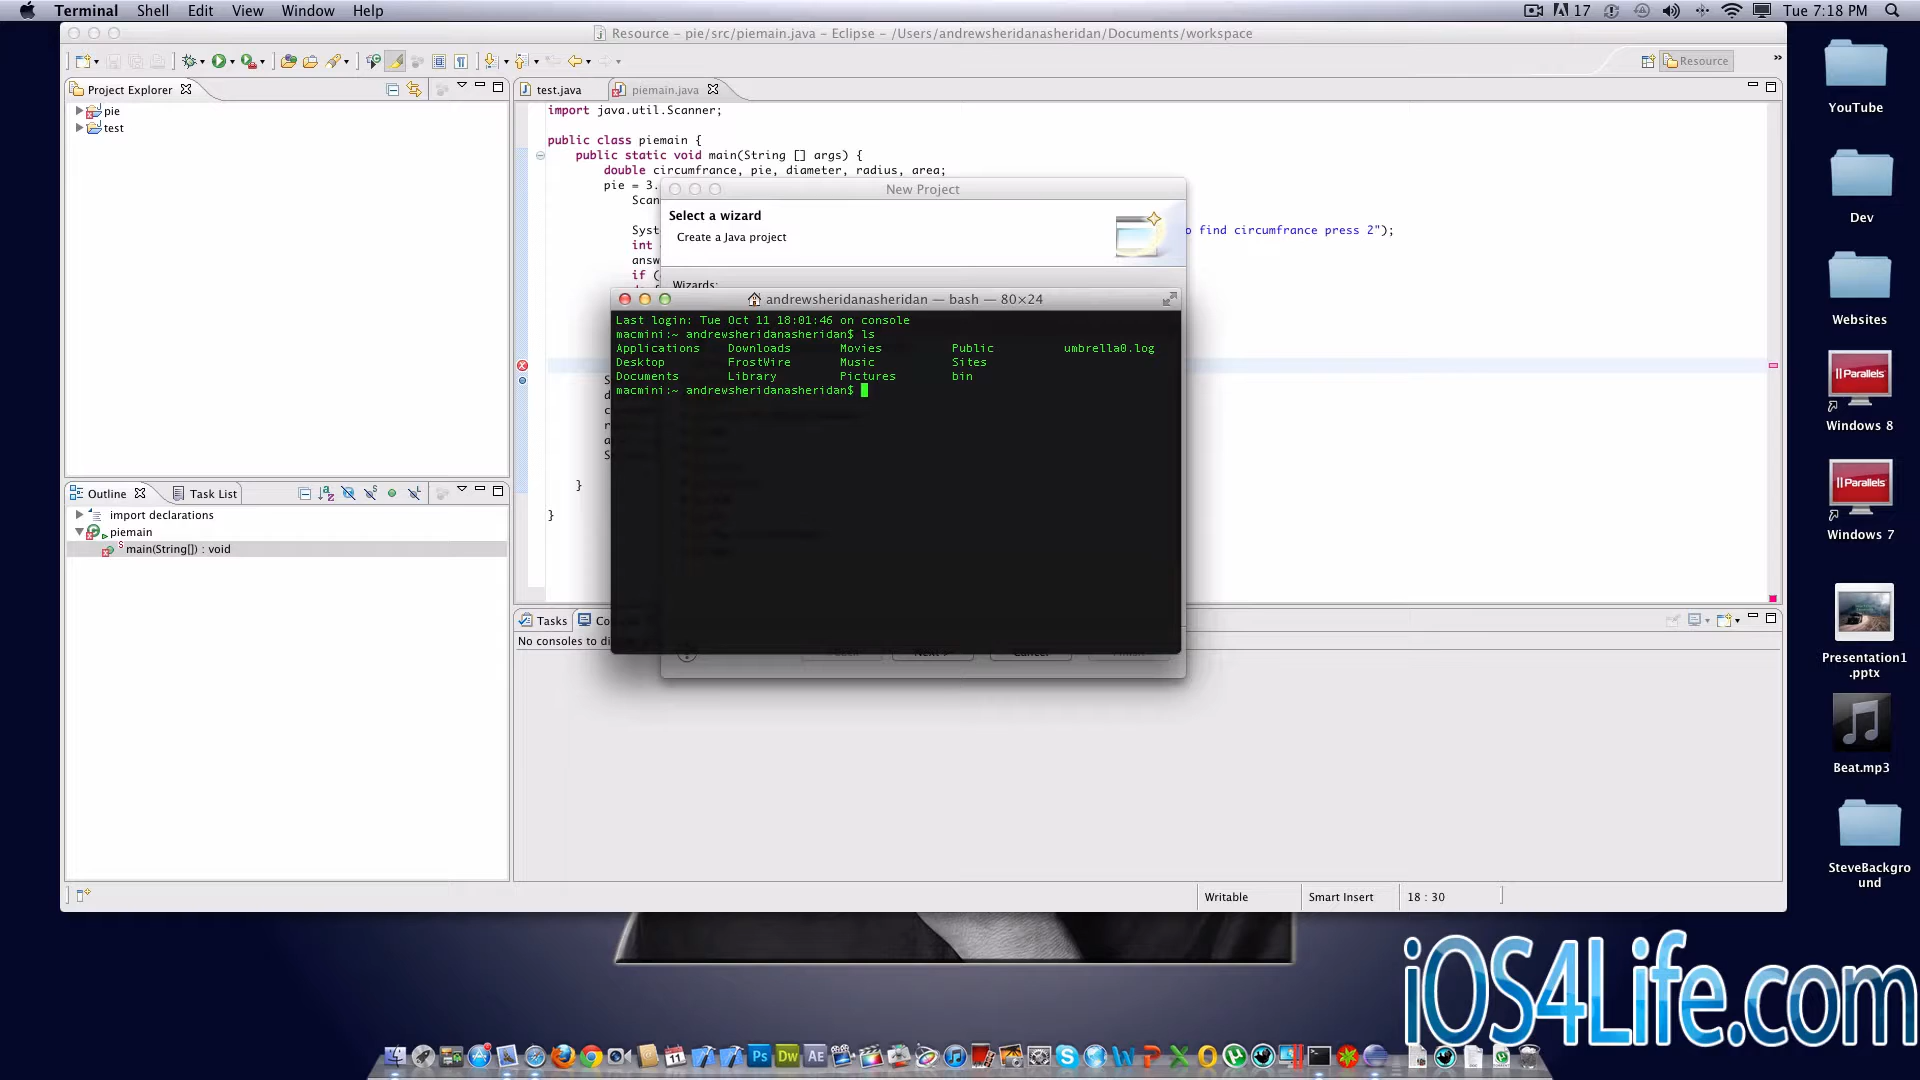 Terminal Shell Edit View Window Help
17 Tue 7:18 PM
Resource - pie/src/piemain.java - Eclipse - /Users/andrewsheridanasheridan/Documents/workspace
Resource
Project Explorer
pie
test
test.java
piemain.java
import java.util.Scanner;
public class piemain {
public static void main(String [] args) {
double circumfrance, pie, diameter, radius, area;
pie = 3.
Scan
Syst
o find circumfrance press 2");
int
answ
if (
S
d
c
r
a
S
}
}
New Project
Select a wizard
Create a Java project
Wizards:
andrewsheridanasheridan — bash — 80×24
Last login: Tue Oct 11 18:01:46 on console
macmini:~ andrewsheridanasheridan$ ls
Applications Downloads Movies Public umbrella0.log
Desktop FrostWire Music Sites
Documents Library Pictures bin
macmini:~ andrewsheridanasheridan$
Next >
Cancel
Outline
Task List
import declarations
piemain
main(String[]) : void
Tasks
Co
No consoles to di
Writable
Smart Insert
18 : 30
YouTube
Dev
Websites
Parallels
Windows 8
Parallels
Windows 7
Presentation1
.pptx
Beat.mp3
SteveBackgro
und
iOS4Life.com
11
Ps Dw AE